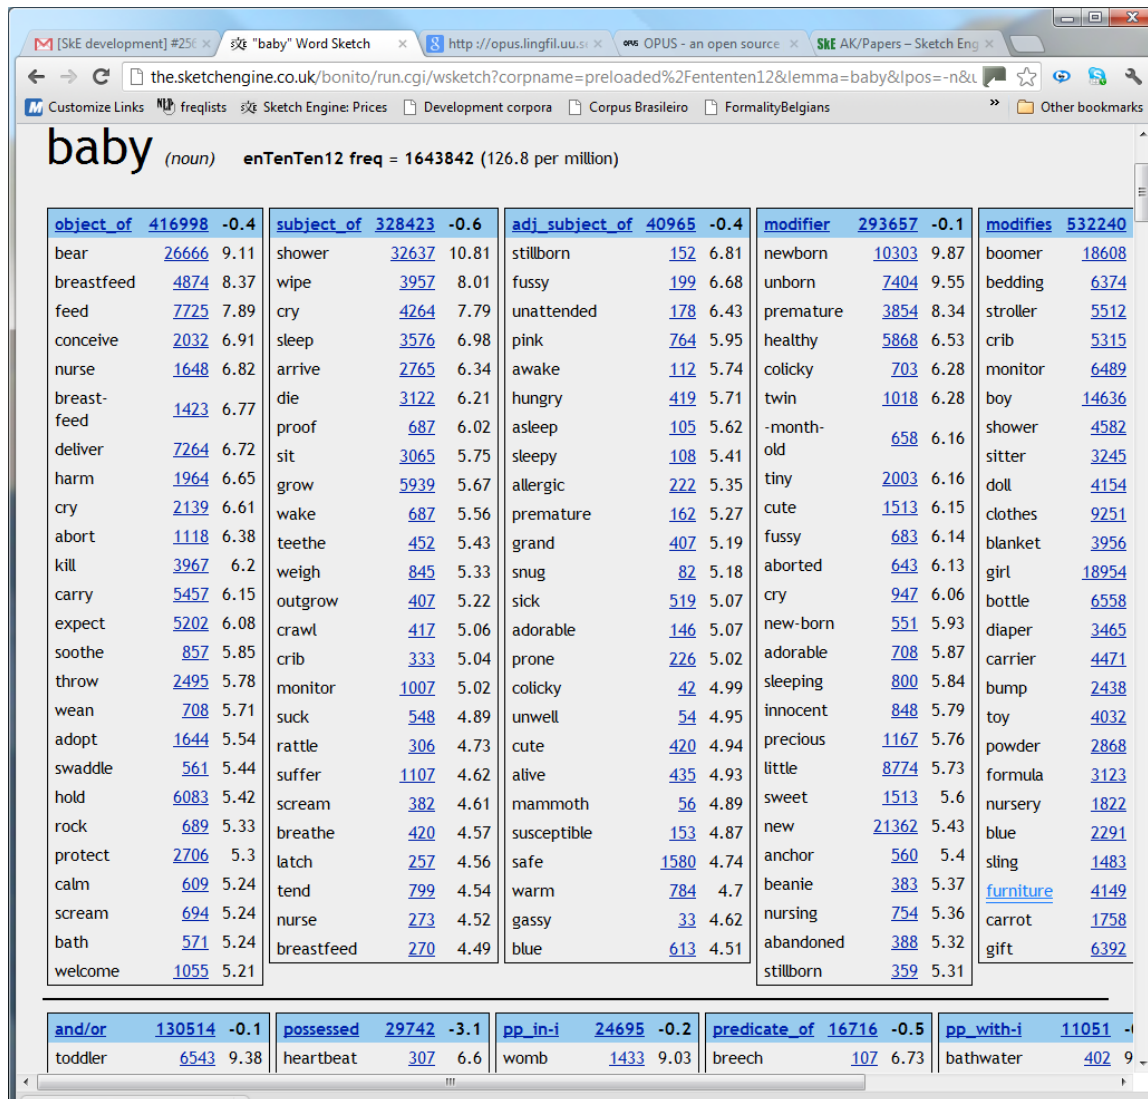 [SkE development] #256
"baby" Word Sketch
http://opus.lingfil.uu.se
OPUS - an open source
SkE AK/Papers – Sketch Eng
the.sketchengine.co.uk/bonito/run.cgi/wsketch?corpname=preloaded%2Fententen12&lemma=baby&lpos=-n&u
Customize Links freqlists Sketch Engine: Prices Development corpora Corpus Brasileiro FormalityBelgians » Other bookmarks
baby (noun) enTenTen12 freq = 1643842 (126.8 per million)
object_of 416998 -0.4
bear 26666 9.11
breastfeed 4874 8.37
feed 7725 7.89
conceive 2032 6.91
nurse 1648 6.82
breast-
feed 1423 6.77
deliver 7264 6.72
harm 1964 6.65
cry 2139 6.61
abort 1118 6.38
kill 3967 6.2
carry 5457 6.15
expect 5202 6.08
soothe 857 5.85
throw 2495 5.78
wean 708 5.71
adopt 1644 5.54
swaddle 561 5.44
hold 6083 5.42
rock 689 5.33
protect 2706 5.3
calm 609 5.24
scream 694 5.24
bath 571 5.24
welcome 1055 5.21
subject_of 328423 -0.6
shower 32637 10.81
wipe 3957 8.01
cry 4264 7.79
sleep 3576 6.98
arrive 2765 6.34
die 3122 6.21
proof 687 6.02
sit 3065 5.75
grow 5939 5.67
wake 687 5.56
teethe 452 5.43
weigh 845 5.33
outgrow 407 5.22
crawl 417 5.06
crib 333 5.04
monitor 1007 5.02
suck 548 4.89
rattle 306 4.73
suffer 1107 4.62
scream 382 4.61
breathe 420 4.57
latch 257 4.56
tend 799 4.54
nurse 273 4.52
breastfeed 270 4.49
adj_subject_of 40965 -0.4
stillborn 152 6.81
fussy 199 6.68
unattended 178 6.43
pink 764 5.95
awake 112 5.74
hungry 419 5.71
asleep 105 5.62
sleepy 108 5.41
allergic 222 5.35
premature 162 5.27
grand 407 5.19
snug 82 5.18
sick 519 5.07
adorable 146 5.07
prone 226 5.02
colicky 42 4.99
unwell 54 4.95
cute 420 4.94
alive 435 4.93
mammoth 56 4.89
susceptible 153 4.87
safe 1580 4.74
warm 784 4.7
gassy 33 4.62
blue 613 4.51
modifier 293657 -0.1
newborn 10303 9.87
unborn 7404 9.55
premature 3854 8.34
healthy 5868 6.53
colicky 703 6.28
twin 1018 6.28
-month-
old 658 6.16
tiny 2003 6.16
cute 1513 6.15
fussy 683 6.14
aborted 643 6.13
cry 947 6.06
new-born 551 5.93
adorable 708 5.87
sleeping 800 5.84
innocent 848 5.79
precious 1167 5.76
little 8774 5.73
sweet 1513 5.6
new 21362 5.43
anchor 560 5.4
beanie 383 5.37
nursing 754 5.36
abandoned 388 5.32
stillborn 359 5.31
modifies 532240
boomer 18608
bedding 6374
stroller 5512
crib 5315
monitor 6489
boy 14636
shower 4582
sitter 3245
doll 4154
clothes 9251
blanket 3956
girl 18954
bottle 6558
diaper 3465
carrier 4471
bump 2438
toy 4032
powder 2868
formula 3123
nursery 1822
blue 2291
sling 1483
furniture 4149
carrot 1758
gift 6392
and/or 130514 -0.1
toddler 6543 9.38
possessed 29742 -3.1
heartbeat 307 6.6
pp_in-i 24695 -0.2
womb 1433 9.03
predicate_of 16716 -0.5
breech 107 6.73
pp_with-i 11051
bathwater 402